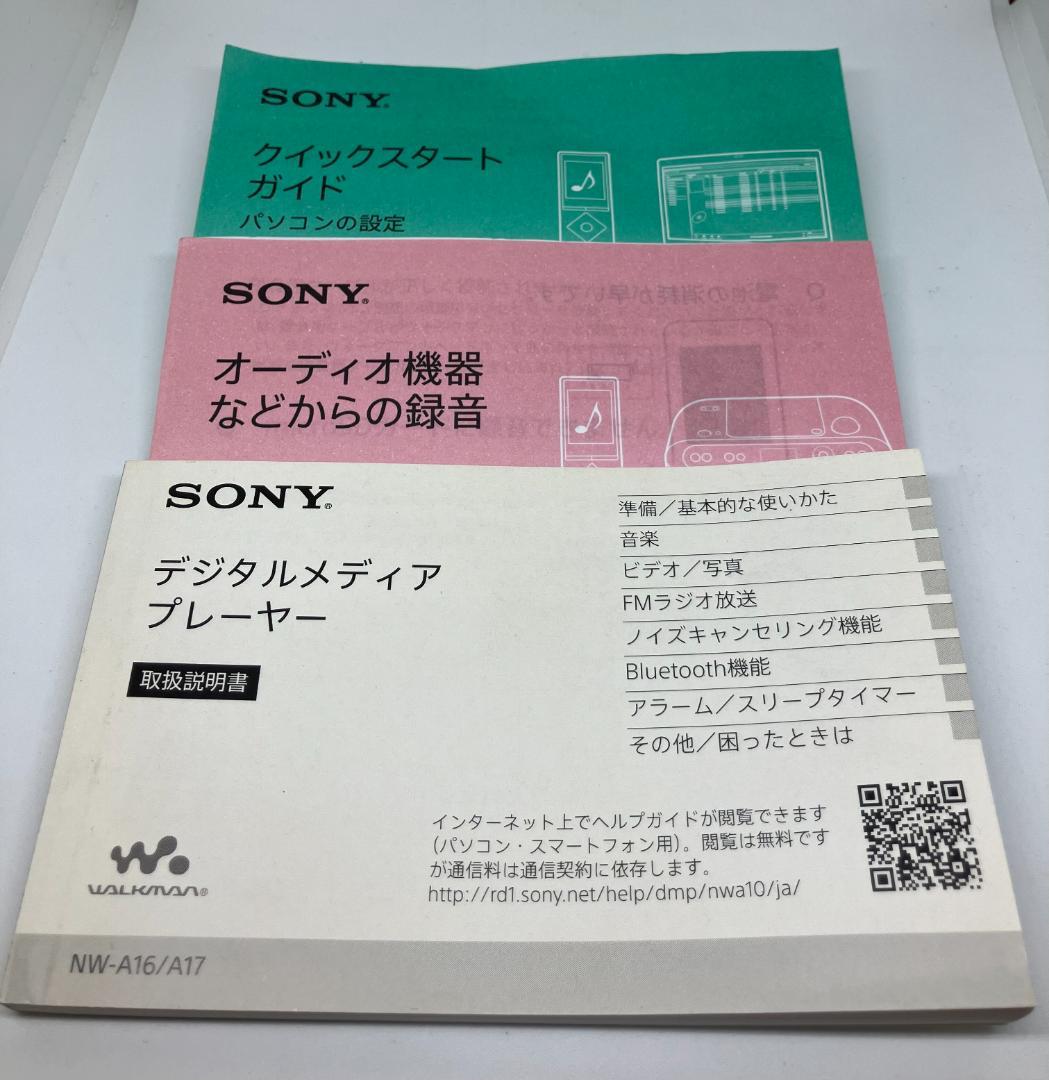 SONY®
クイックスタート
ガイド
パソコンの設定
SONY®
オーディオ機器
などからの録音
SONY®
デジタルメディア
プレーヤー
取扱説明書
準備／基本的な使いかた
音楽
ビデオ／写真
FMラジオ放送
ノイズキャンセリング機能
Bluetooth機能
アラーム／スリープタイマー
その他／困ったときは
インターネット上でヘルプガイドが閲覧できます
（パソコン・スマートフォン用）。閲覧は無料です
が通信料は通信契約に依存します。
http://rd1.sony.net/help/dmp/nwa10/ja/
WALKMAN®
NW-A16/A17